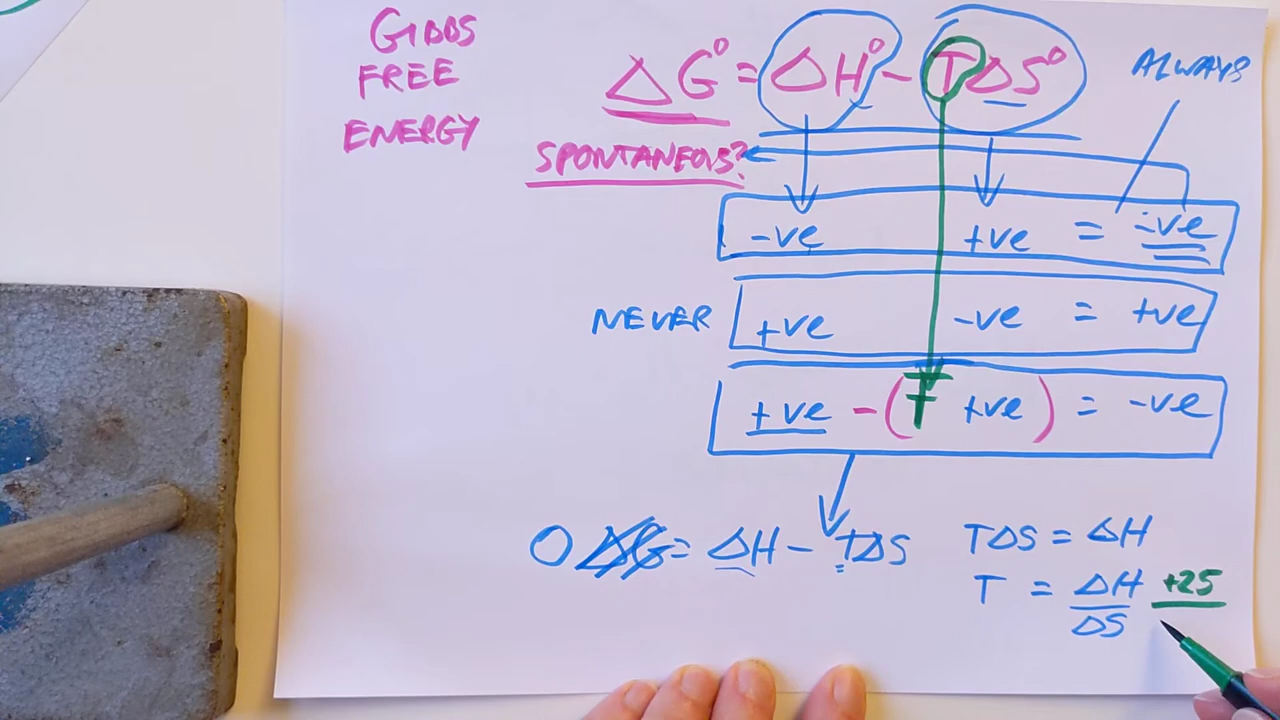 GIBBS
FREE
ENERGY
ΔG° = ΔH° - TΔS°
ALWAYS
SPONTANEOUS?
-ve +ve = -ve
NEVER
+ve -ve = +ve
+ve -( T +ve ) = -ve
O ΔG = ΔH - TΔS
TΔS = ΔH
T = ΔH +25
ΔS